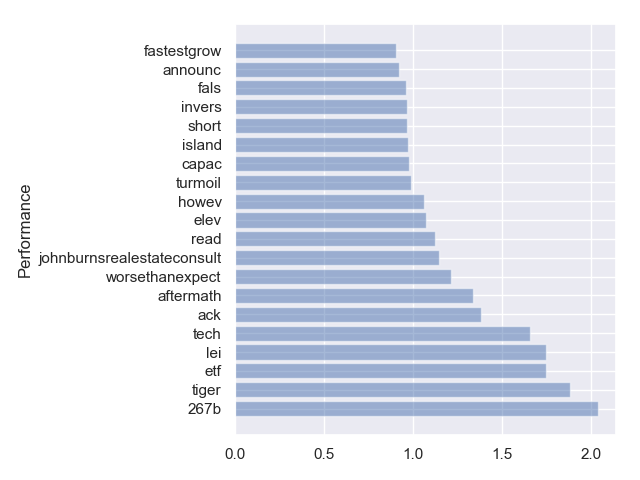 fastestgrow
announc
fals
invers
short
island
capac
turmoil
howev
elev
read
johnburnsrealestateconsult
worsethanexpect
aftermath
ack
tech
lei
etf
tiger
267b
Performance
0.0 0.5 1.0 1.5 2.0